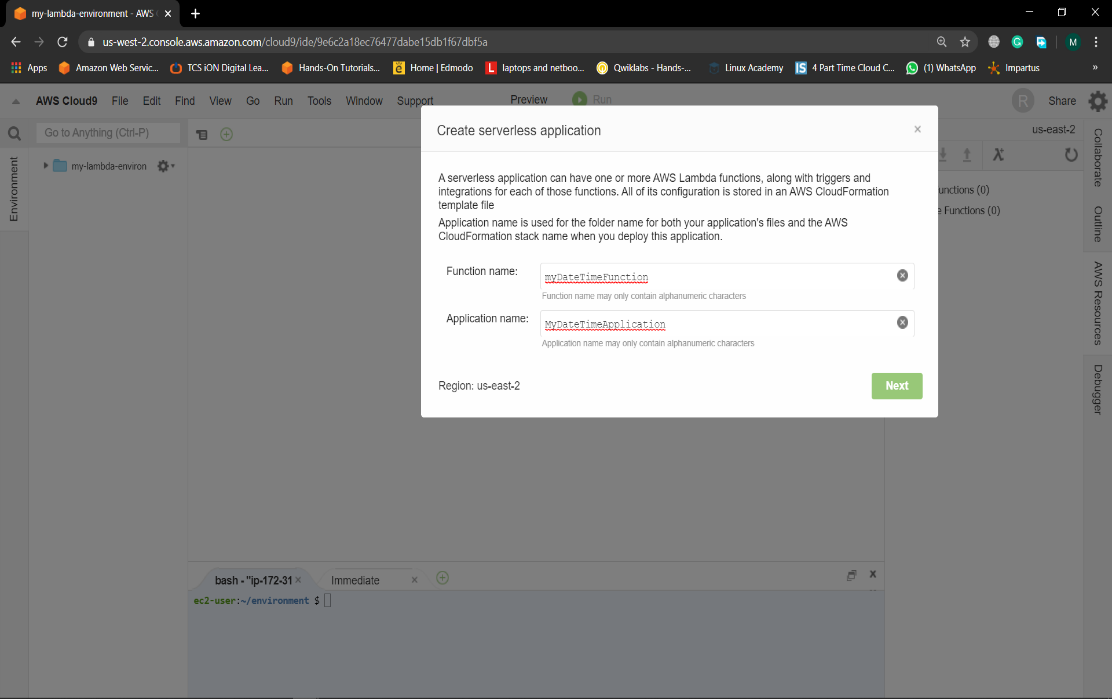 my-lambda-environment - AWS
us-west-2.console.aws.amazon.com/cloud9/ide/9e6c2a18ec76477dabe15db1f67dbf5a
M
Apps Amazon Web Servic... TCS iON Digital Lea... Hands-On Tutorials... Home | Edmodo laptops and netboo... Qwiklabs - Hands-... Linux Academy 4 Part Time Cloud C... (1) WhatsApp Impartus »
AWS Cloud9 File Edit Find View Go Run Tools Window Support Preview Run R Share
Go to Anything (Ctrl-P)
us-east-2
my-lambda-environ
Environment
unctions (0)
e Functions (0)
Collaborate
Outline
AWS Resources
Debugger
Create serverless application
A serverless application can have one or more AWS Lambda functions, along with triggers and
integrations for each of those functions. All of its configuration is stored in an AWS CloudFormation
template file
Application name is used for the folder name for both your application's files and the AWS
CloudFormation stack name when you deploy this application.
Function name: myDateTimeFunction
Function name may only contain alphanumeric characters
Application name: MyDateTimeApplication
Application name may only contain alphanumeric characters
Region: us-east-2 Next
bash - "ip-172-31 Immediate
ec2-user:~/environment $